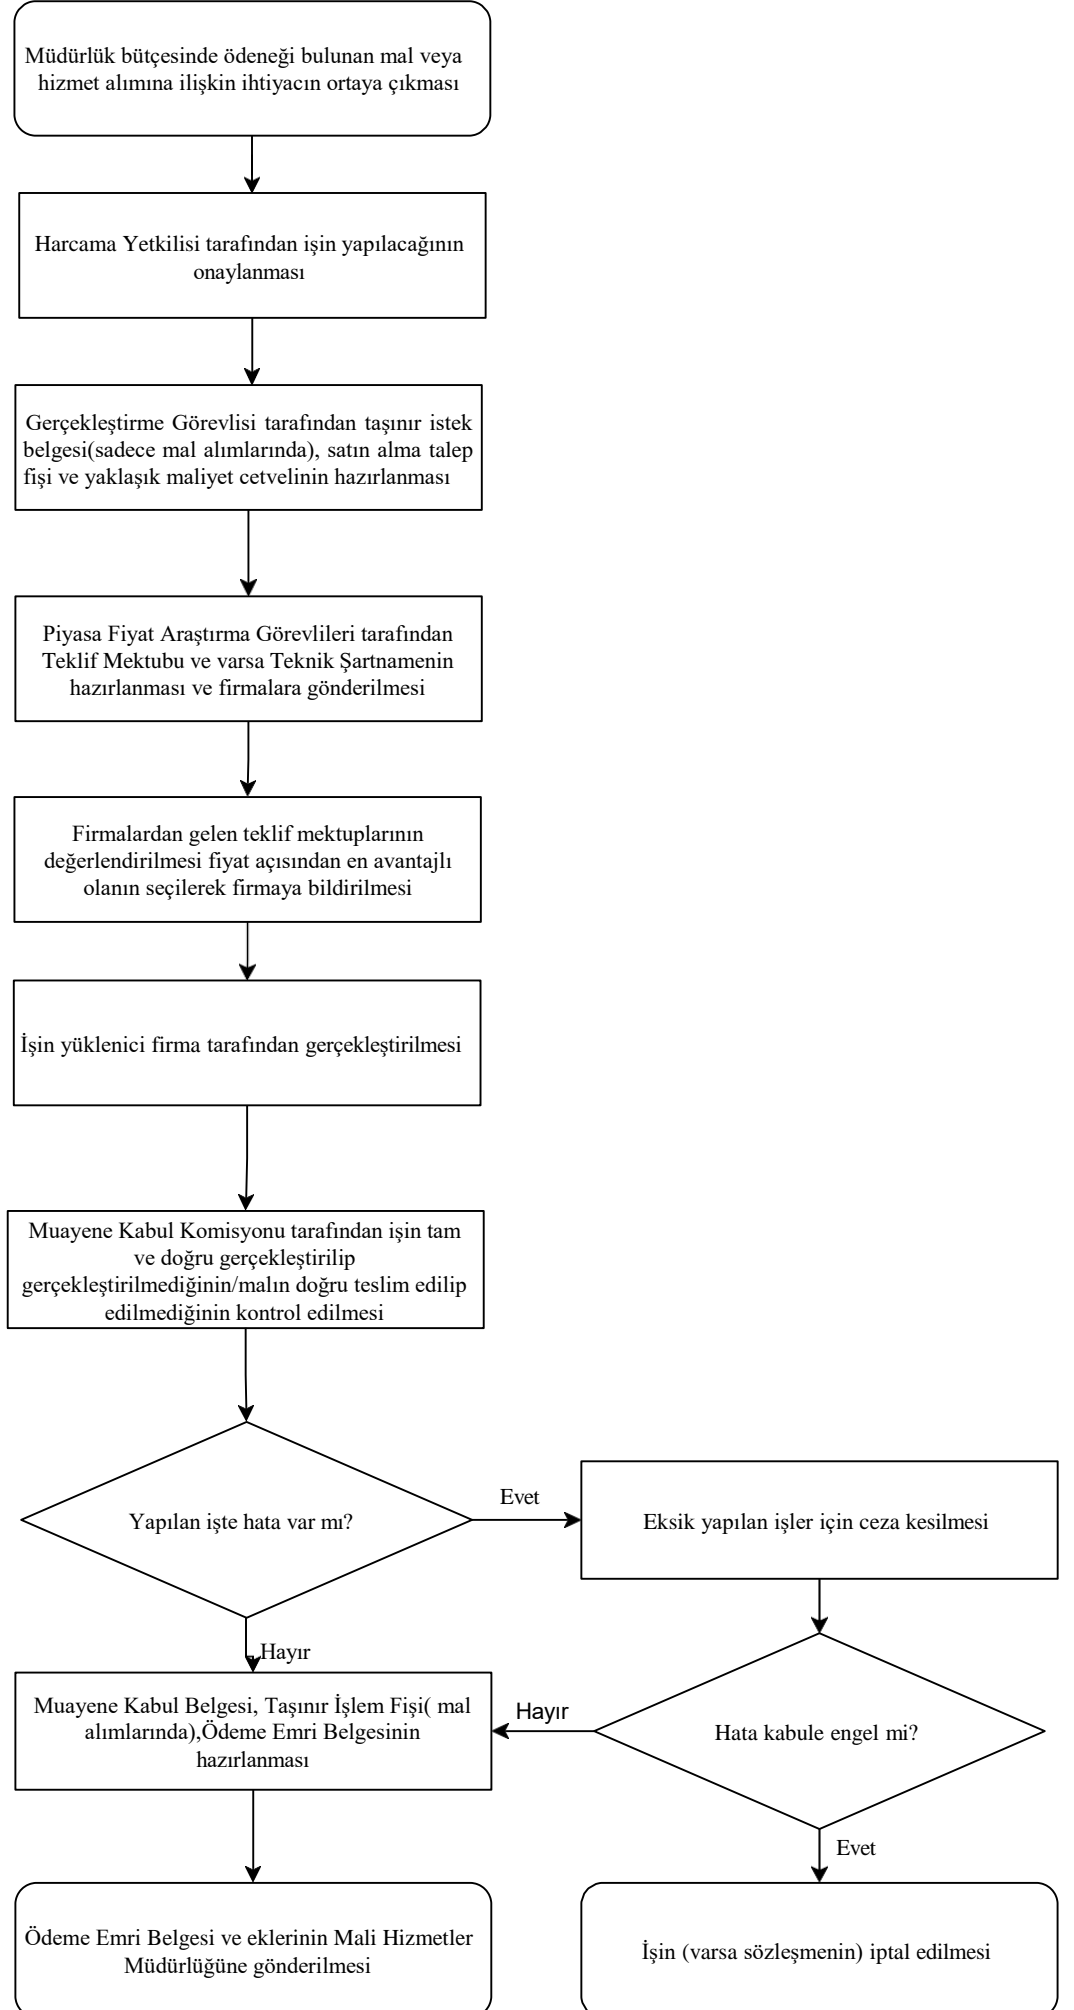 Müdürlük bütçesinde ödeneği bulunan mal veya
hizmet alımına ilişkin ihtiyacın ortaya çıkması
Harcama Yetkilisi tarafından işin yapılacağının
onaylanması
Gerçekleştirme Görevlisi tarafından taşınır istek
belgesi(sadece mal alımlarında), satın alma talep
fişi ve yaklaşık maliyet cetvelinin hazırlanması
Piyasa Fiyat Araştırma Görevlileri tarafından
Teklif Mektubu ve varsa Teknik Şartnamenin
hazırlanması ve firmalara gönderilmesi
Firmalardan gelen teklif mektuplarının
değerlendirilmesi fiyat açısından en avantajlı
olanın seçilerek firmaya bildirilmesi
İşin yüklenici firma tarafından gerçekleştirilmesi
Muayene Kabul Komisyonu tarafından işin tam
ve doğru gerçekleştirilip
gerçekleştirilmediğinin/malın doğru teslim edilip
edilmediğinin kontrol edilmesi
Yapılan işte hata var mı?
Evet
Eksik yapılan işler için ceza kesilmesi
Hayır
Muayene Kabul Belgesi, Taşınır İşlem Fişi( mal
alımlarında),Ödeme Emri Belgesinin
hazırlanması
Hayır
Hata kabule engel mi?
Evet
Ödeme Emri Belgesi ve eklerinin Mali Hizmetler
Müdürlüğüne gönderilmesi
İşin (varsa sözleşmenin) iptal edilmesi